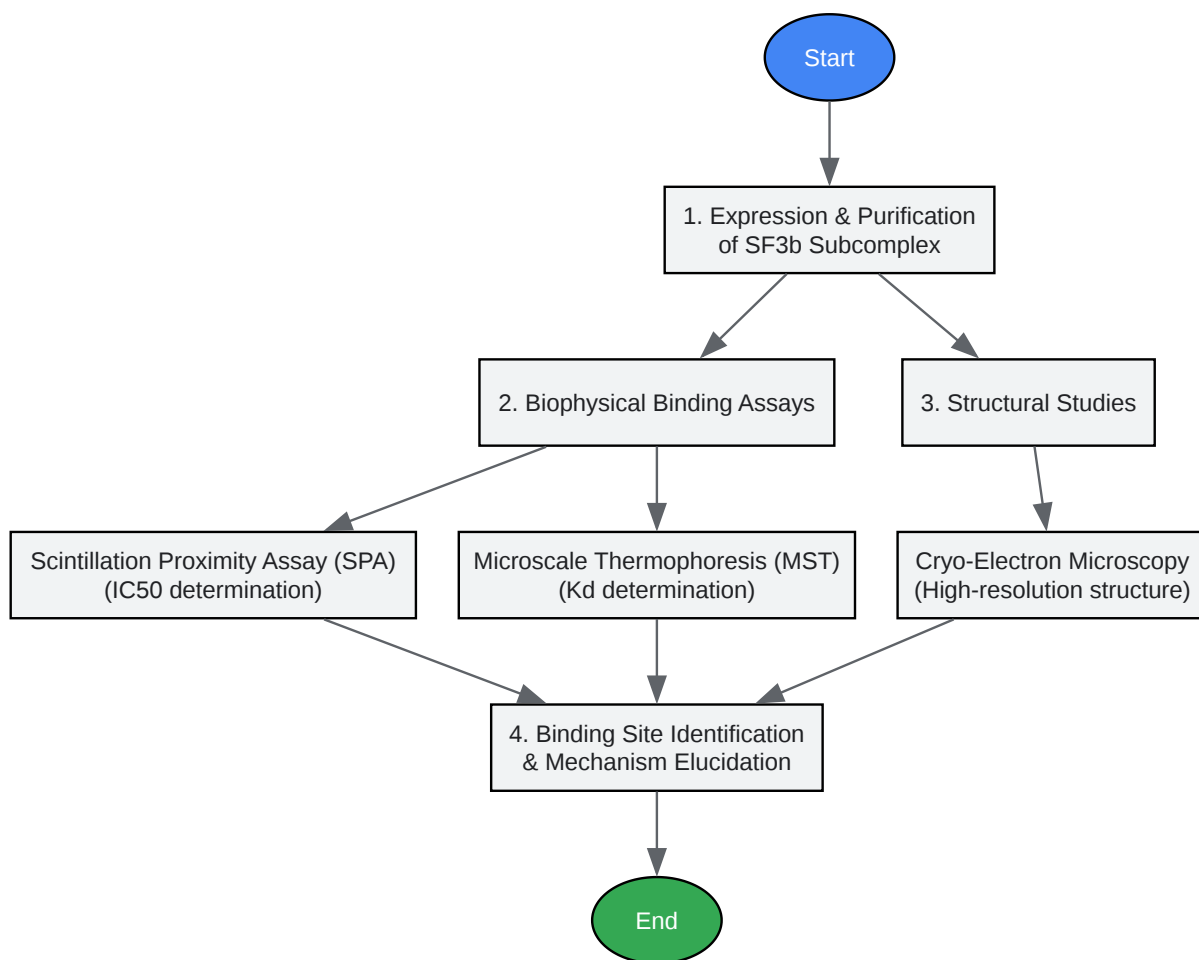 Start
1. Expression & Purification
of SF3b Subcomplex
2. Biophysical Binding Assays
3. Structural Studies
Scintillation Proximity Assay (SPA)
(IC50 determination)
Microscale Thermophoresis (MST)
(Kd determination)
Cryo-Electron Microscopy
(High-resolution structure)
4. Binding Site Identification
& Mechanism Elucidation
End